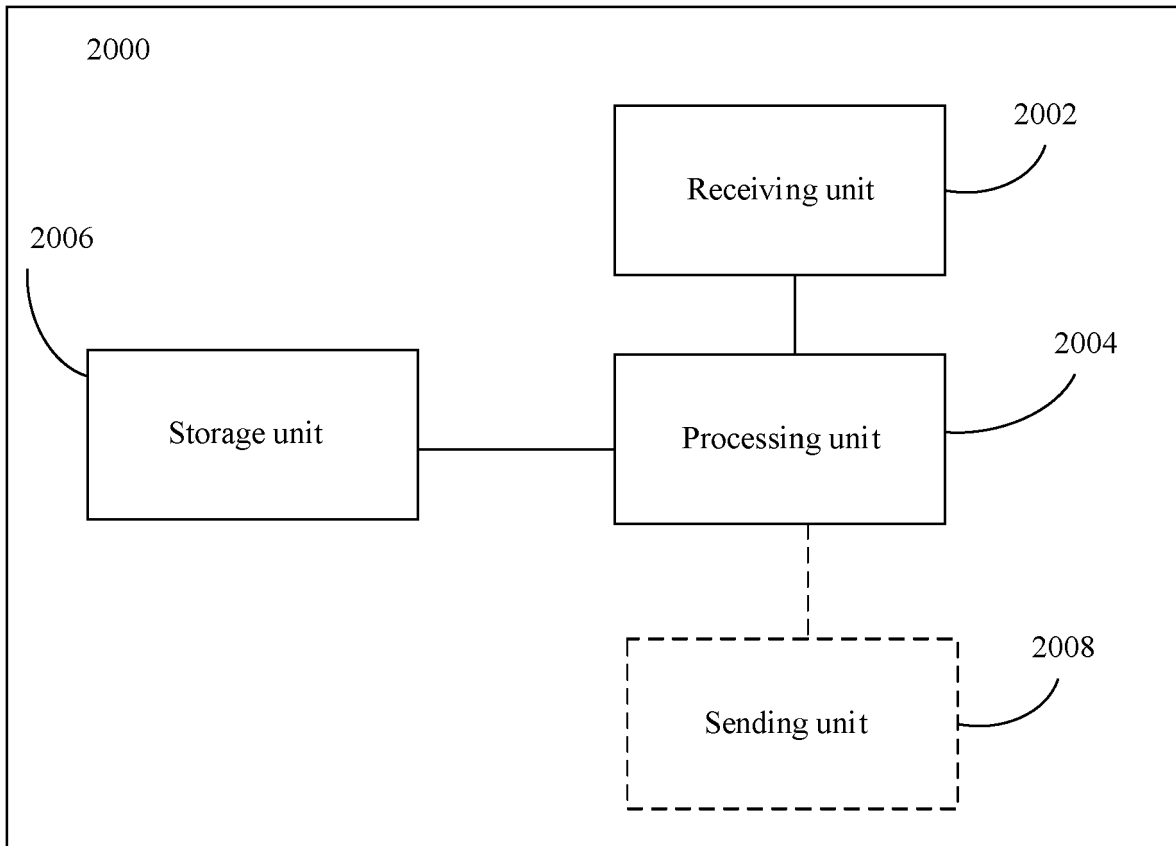 2000
2002
Receiving unit
2006
2004
Storage unit
Processing unit
2008
Sending unit